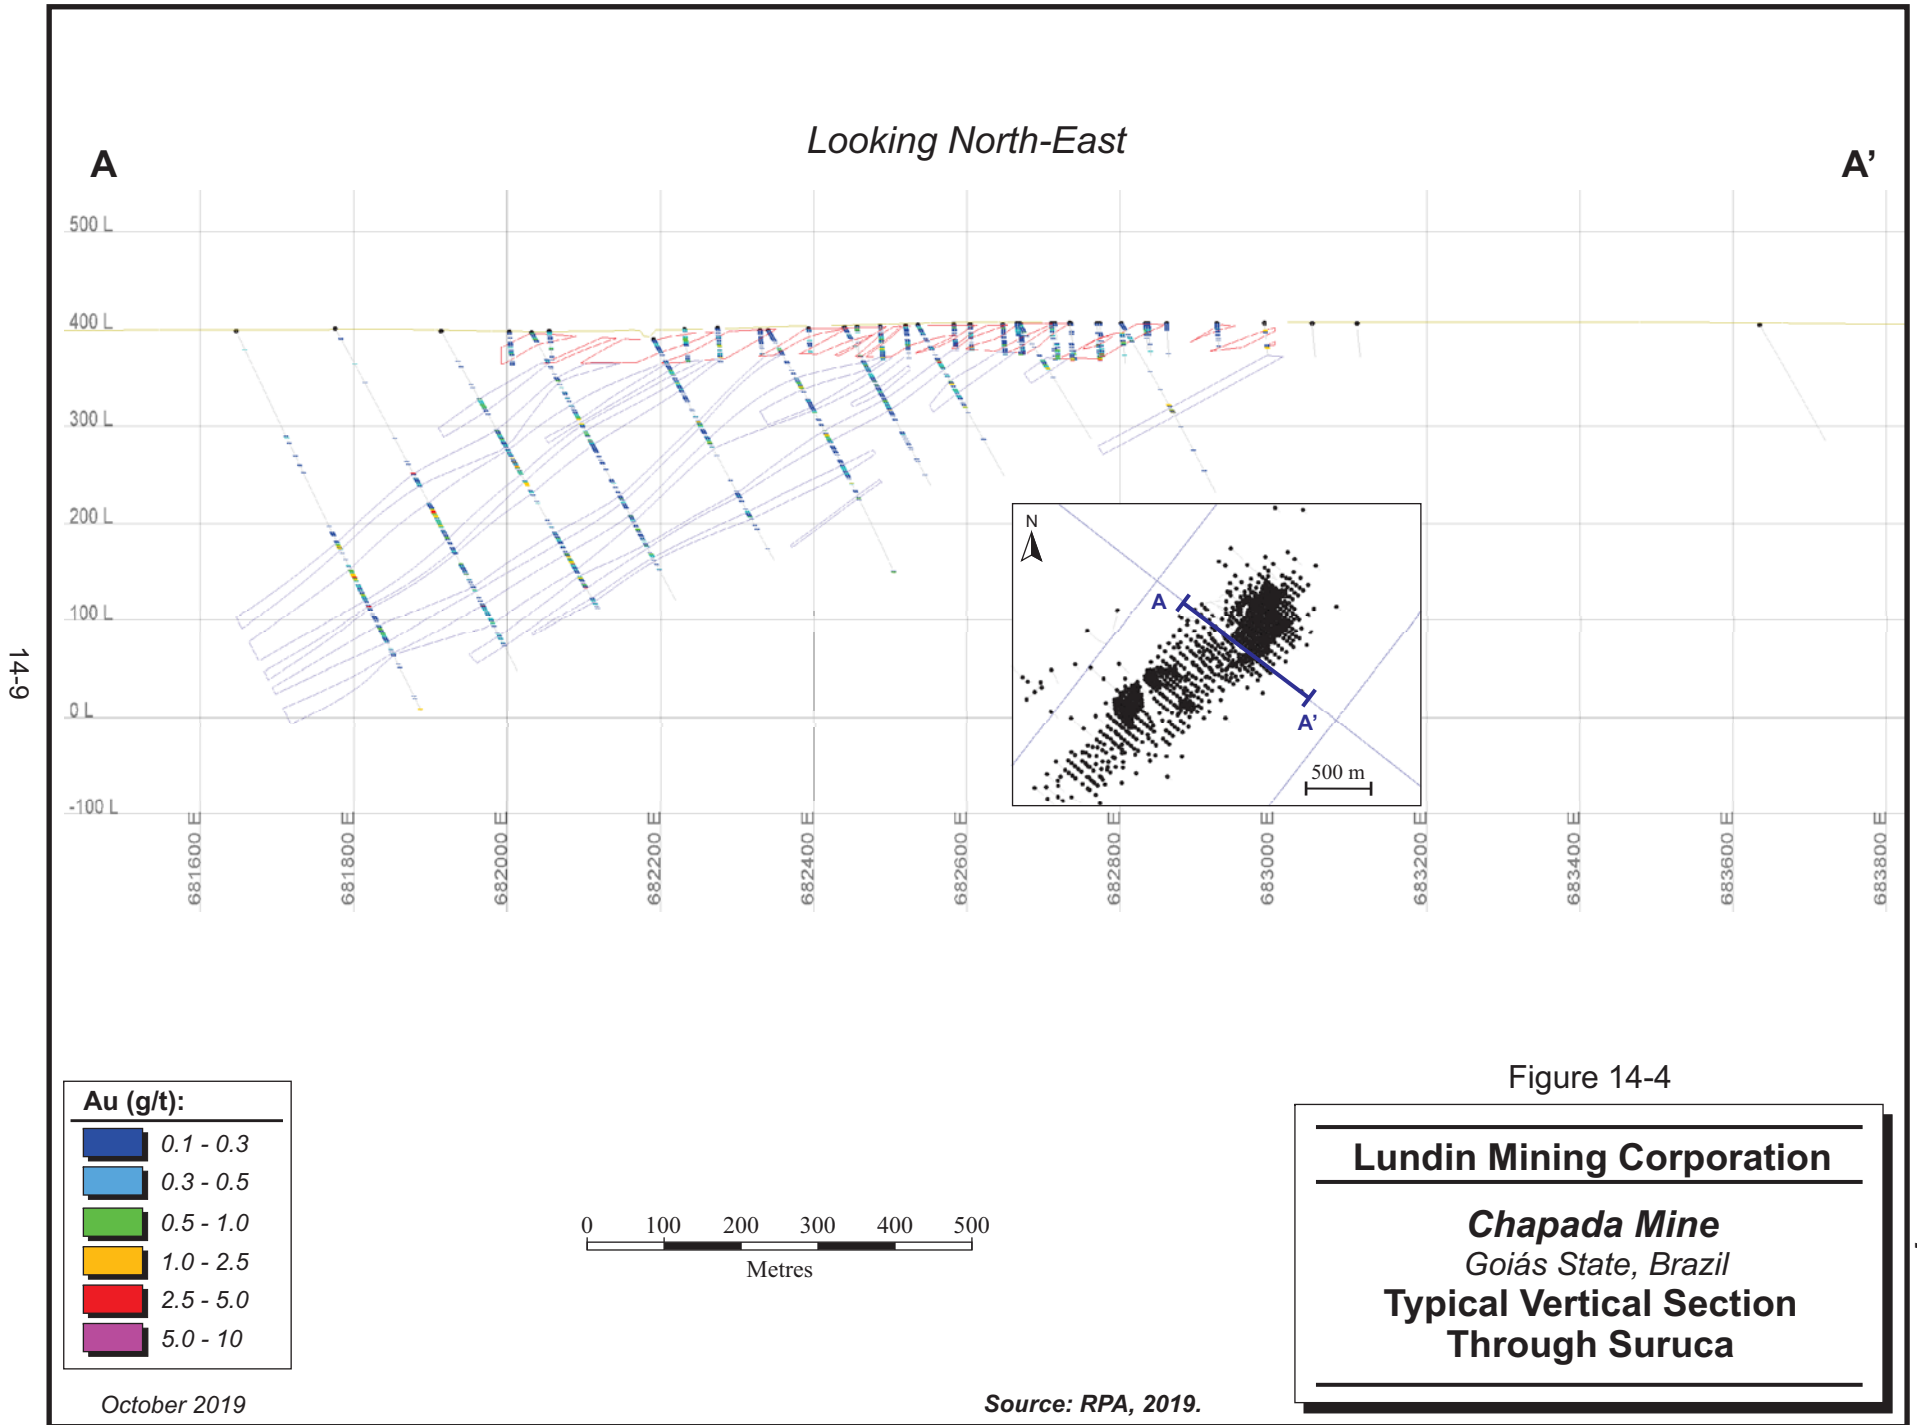 Looking North-East
A
A'
500 L
400 L
300 L
200 L
100 L
0 L
-100 L
681600 E
681800 E
682000 E
682200 E
682400 E
682600 E
682800 E
683000 E
683200 E
683400 E
683600 E
683800 E
N
A
A'
500 m
14-9
Au (g/t):
0.1 - 0.3
0.3 - 0.5
0.5 - 1.0
1.0 - 2.5
2.5 - 5.0
5.0 - 10
0 100 200 300 400 500
Metres
Figure 14-4
Lundin Mining Corporation
Chapada Mine
Goiás State, Brazil
Typical Vertical Section
Through Suruca
October 2019
Source: RPA, 2019.